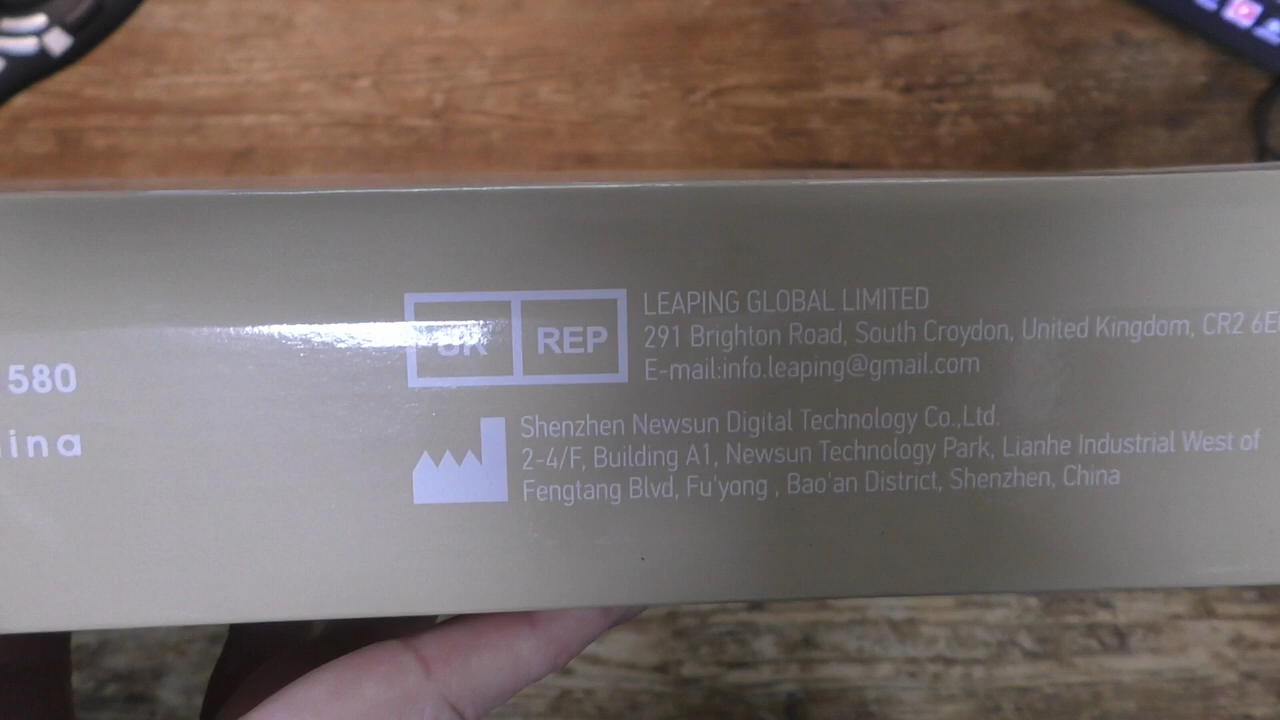 580
UK REP
LEAPING GLOBAL LIMITED
291 Brighton Road, South Croydon, United Kingdom, CR2
E-mail:info.leaping@gmail.com
Shenzhen Newsun Digital Technology Co.,Ltd.
2-4/F, Building A1, Newsun Technology Park, Lianhe Industrial West of
Fengtang Blvd, Fu'yong , Bao'an District, Shenzhen, China